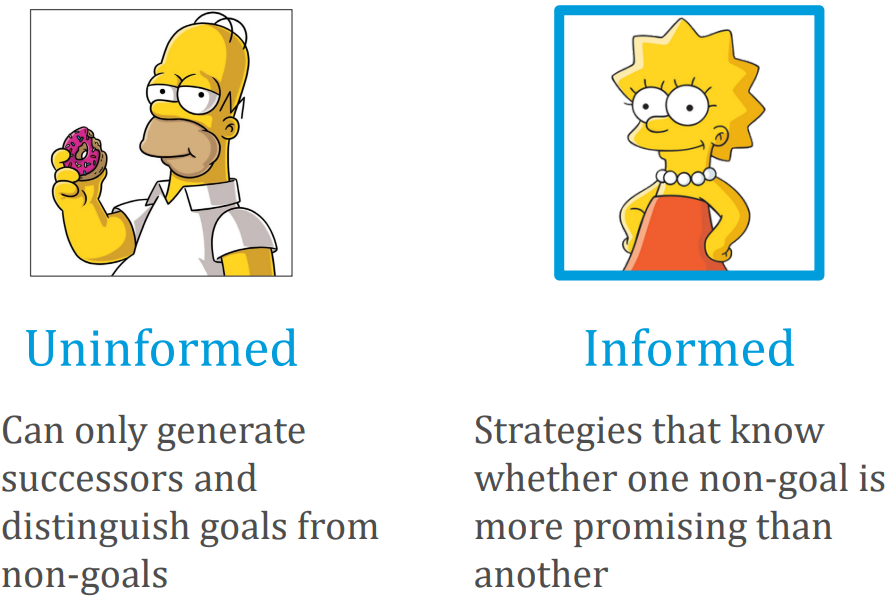 Uninformed
Can only generate
successors and
distinguish goals from
non-goals
Informed
Strategies that know
whether one non-goal is
more promising than
another